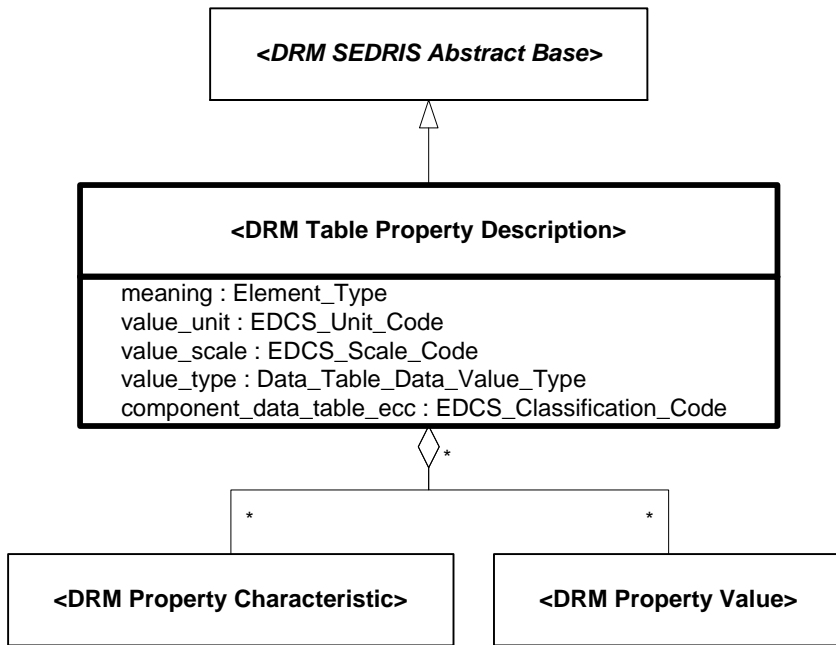 <DRM SEDRIS Abstract Base>
<DRM Table Property Description>
meaning : Element_Type
value_unit : EDCS_Unit_Code
value_scale : EDCS_Scale_Code
value_type : Data_Table_Data_Value_Type
component_data_table_ecc : EDCS_Classification_Code
*
* *
<DRM Property Characteristic> <DRM Property Value>